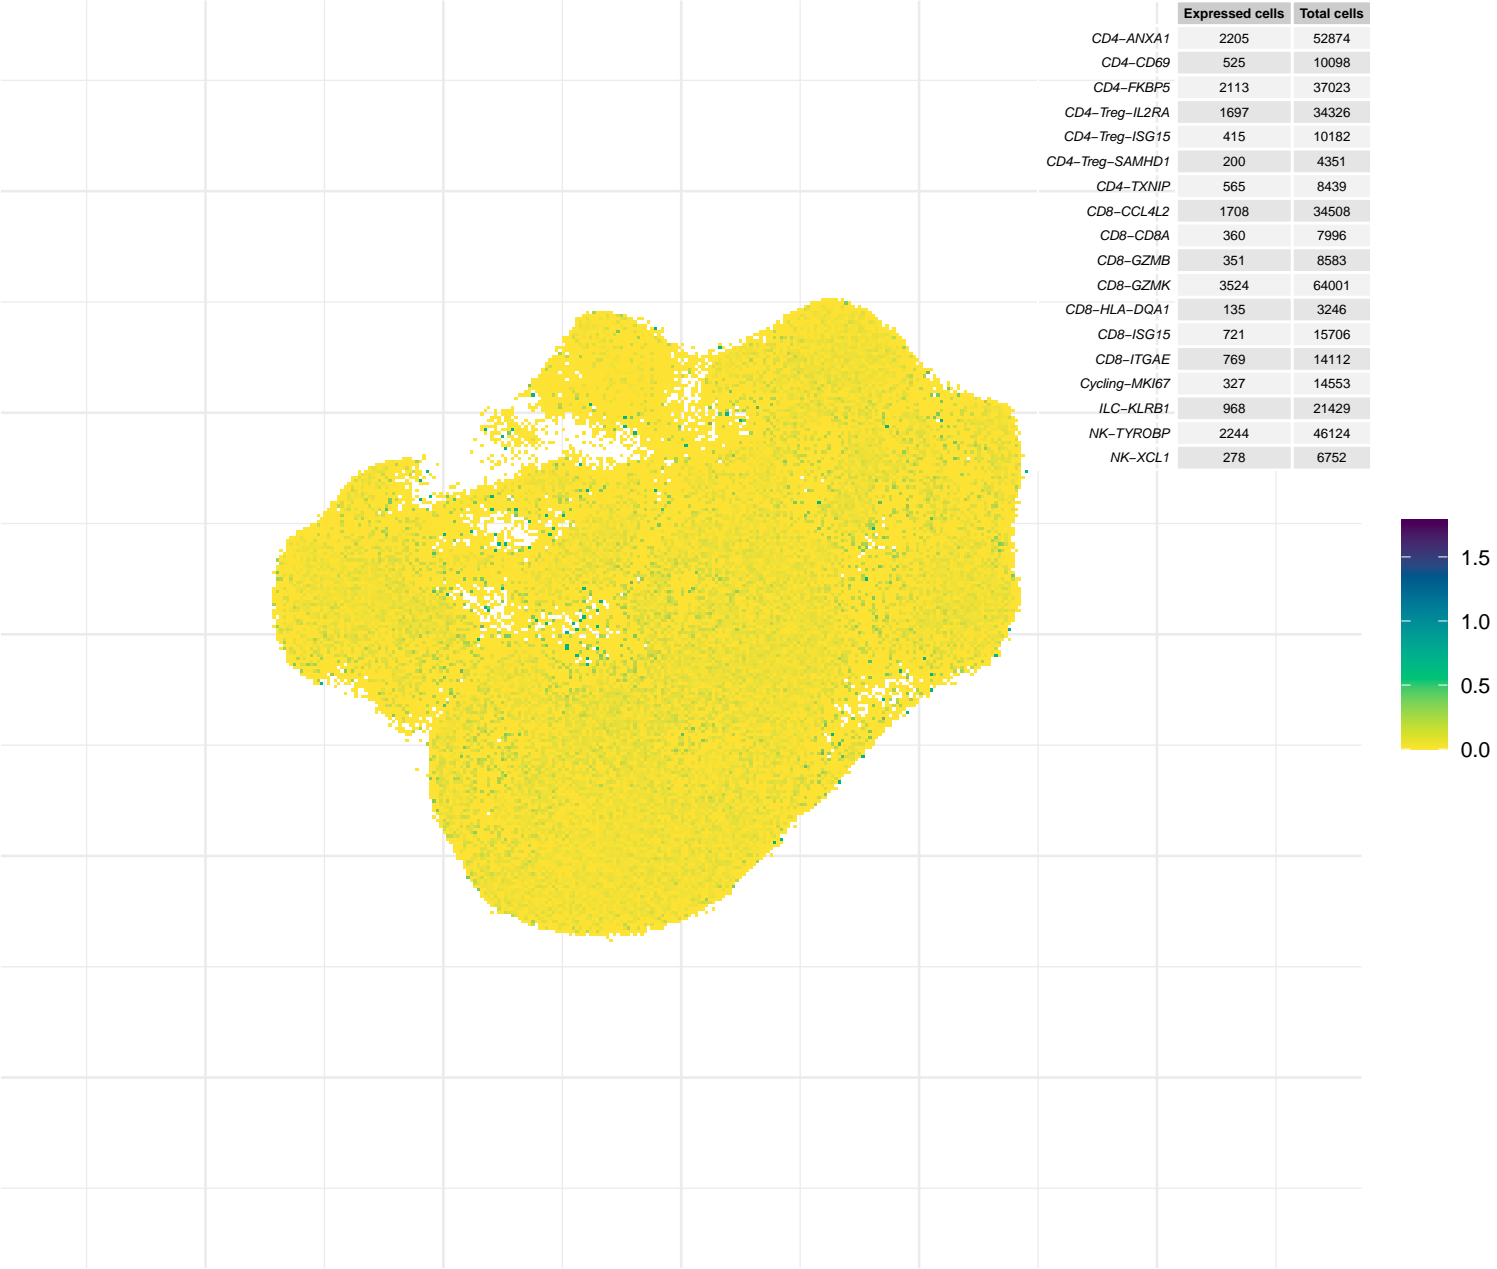 Expressed cells Total cells
CD4−ANXA1 2205 52874
CD4−CD69 525 10098
CD4−FKBP5 2113 37023
CD4−Treg−IL2RA 1697 34326
CD4−Treg−ISG15 415 10182
CD4−Treg−SAMHD1 200 4351
CD4−TXNIP 565 8439
CD8−CCL4L2 1708 34508
CD8−CD8A 360 7996
CD8−GZMB 351 8583
CD8−GZMK 3524 64001
CD8−HLA−DQA1 135 3246
CD8−ISG15 721 15706
CD8−ITGAE 769 14112
Cycling−MKI67 327 14553
ILC−KLRB1 968 21429
NK−TYROBP 2244 46124
NK−XCL1 278 6752
1.5
1.0
0.5
0.0